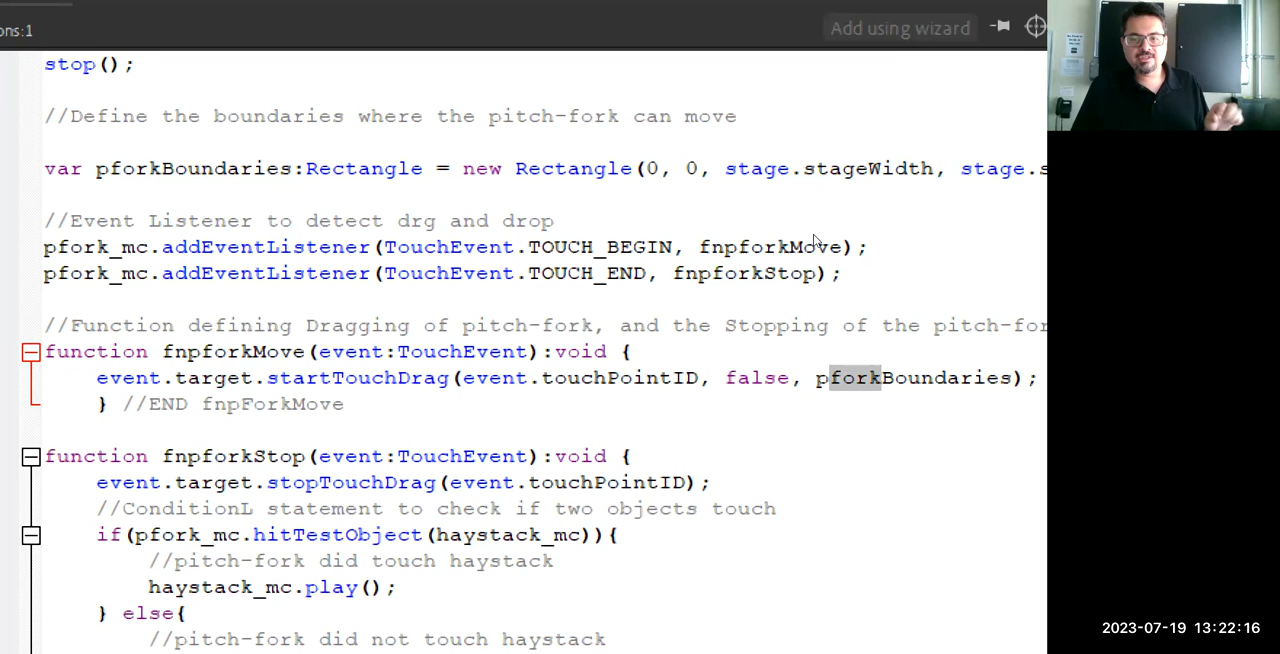 ons:1
Add using wizard
stop();
//Define the boundaries where the pitch-fork can move
var pforkBoundaries:Rectangle = new Rectangle(0, 0, stage.stageWidth, stage.s
//Event Listener to detect drg and drop
pfork_mc.addEventListener(TouchEvent.TOUCH_BEGIN, fnpforkMove);
pfork_mc.addEventListener(TouchEvent.TOUCH_END, fnpforkStop);
//Function defining Dragging of pitch-fork, and the Stopping of the pitch-for
function fnpforkMove(event:TouchEvent):void {
event.target.startTouchDrag(event.touchPointID, false, pforkBoundaries);
} //END fnpForkMove
function fnpforkStop(event:TouchEvent):void {
event.target.stopTouchDrag(event.touchPointID);
//ConditionL statement to check if two objects touch
if(pfork_mc.hitTestObject(haystack_mc)){
//pitch-fork did touch haystack
haystack_mc.play();
} else{
//pitch-fork did not touch haystack
2023-07-19 13:22:16